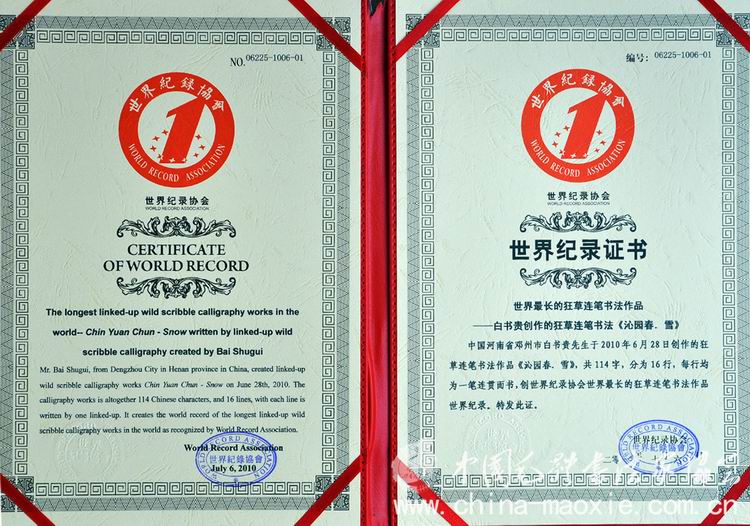 NO. 06225-1006-01
世界紀錄協會
1
WORLD RECORD ASSOCIATION
世界纪录协会
WORLD RECORD ASSOCIATION
CERTIFICATE
OF WORLD RECORD
The longest linked-up wild scribble calligraphy works in the
world-- Chin Yuan Chun - Snow written by linked-up wild
scribble calligraphy created by Bai Shugui
Mr. Bai Shugui, from Dengzhou City in Henan province in China, created linked-up
wild scribble calligraphy works Chin Yuan Chun - Snow on June 28th, 2010. The
calligraphy works is altogether 114 Chinese characters, and 16 lines, with each line is
written by one linked-up. It creates the world record of the longest linked-up wild
scribble calligraphy works in the world as recognized by World Record Association.
World Record Association
July 6, 2010
WORLD RECORD ASSOCIATION
世界紀錄協會
编号: 06225-1006-01
世界紀錄協會
1
WORLD RECORD ASSOCIATION
世界纪录协会
WORLD RECORD ASSOCIATION
世界纪录证书
世界最长的狂草连笔书法作品
——白书贵创作的狂草连笔书法《沁园春．雪》
中国河南省邓州市白书贵先生于2010年6月28日创作的狂
草连笔书法作品《沁园春．雪》，共114字，分为16行，每行均
为一笔连贯而书，创世界纪录协会世界最长的狂草连笔书法作品
世界纪录。特发此证。
世界纪录协会
世界紀錄協會
www.china-maoxie.com.cn